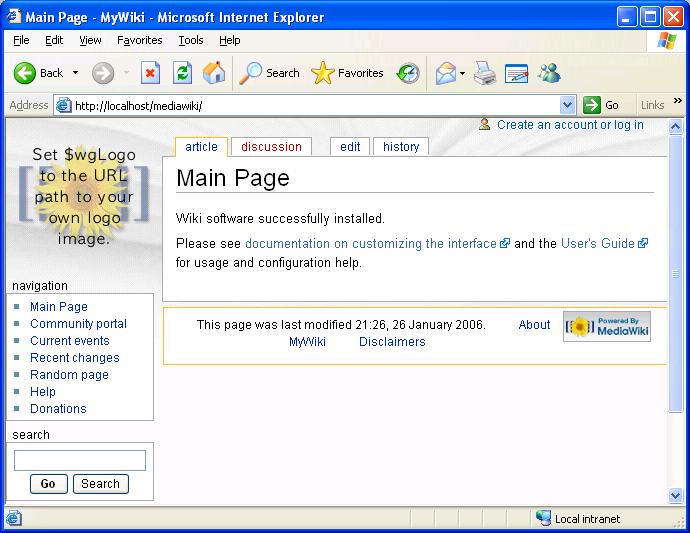 Main Page - MyWiki - Microsoft Internet Explorer
File Edit View Favorites Tools Help
Back Search Favorites
Address http://localhost/mediawiki/ Go Links »
Create an account or log in
article discussion edit history
Set $wgLogo
to the URL
path to your
own logo
image.
Main Page
Wiki software successfully installed.
Please see documentation on customizing the interface and the User's Guide
for usage and configuration help.
navigation
Main Page
Community portal
Current events
Recent changes
Random page
Help
Donations
search
Go Search
This page was last modified 21:26, 26 January 2006. About
MyWiki Disclaimers
Powered By
MediaWiki
Local intranet